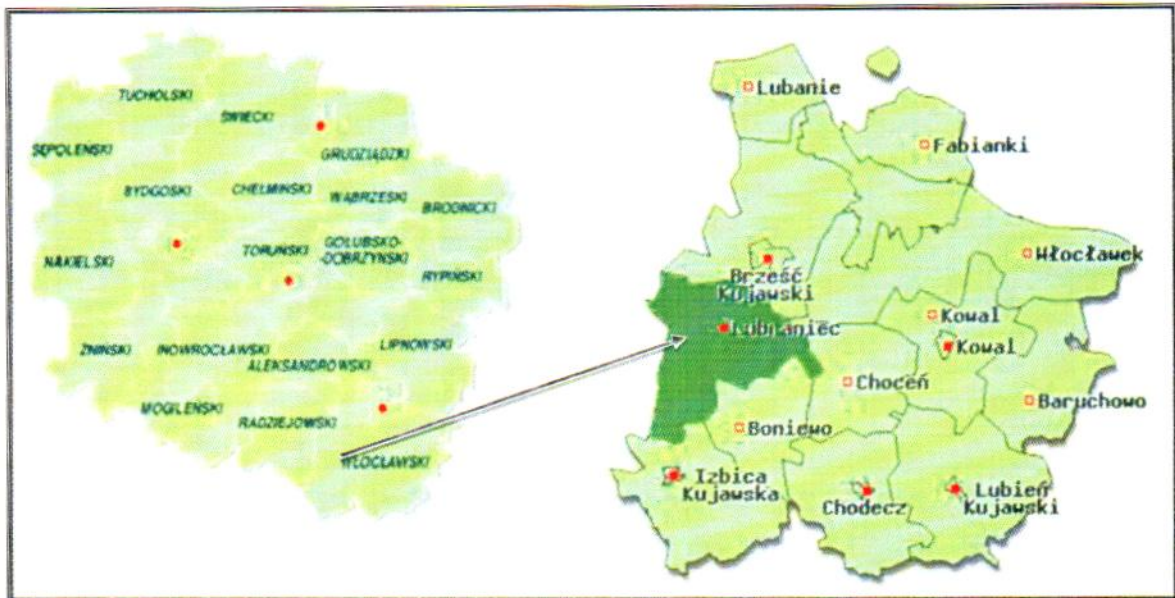 TUCHOLSKI
ŚWIECKI
SĘPOLEŃSKI
GRUDZIĄDZKI
BYDGOSKI
CHEŁMIŃSKI
WĄBRZESKI
BRODNICKI
NAKIELSKI
TORUŃSKI
GOLUBSKO-
-DOBRZYŃSKI
RYPIŃSKI
ŻNIŃSKI
INOWROCŁAWSKI
ALEKSANDROWSKI
LIPNOWSKI
MOGILEŃSKI
RADZIEJOWSKI
WŁOCŁAWSKI
Lubanie
Fabianki
Włocławek
Brześć
Kujawski
Lubraniec
Kowal
Kowal
Choceń
Baruchowo
Boniewo
Izbica
Kujawska
Chodecz
Lubień
Kujawski